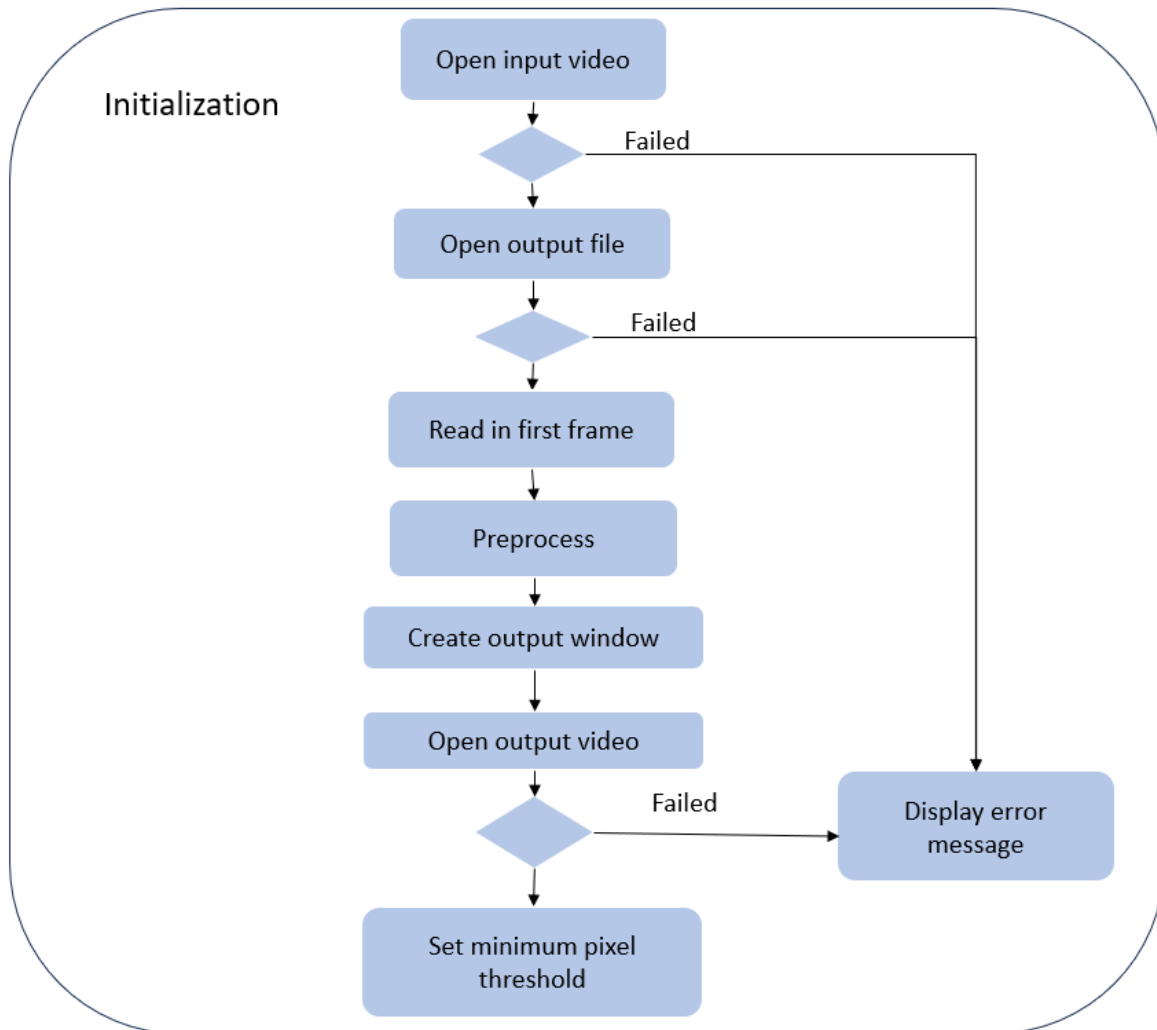 Open input video
Initialization
Failed
Open output file
Failed
Read in first frame
Preprocess
Create output window
Open output video
Failed
Display error
message
Set minimum pixel
threshold